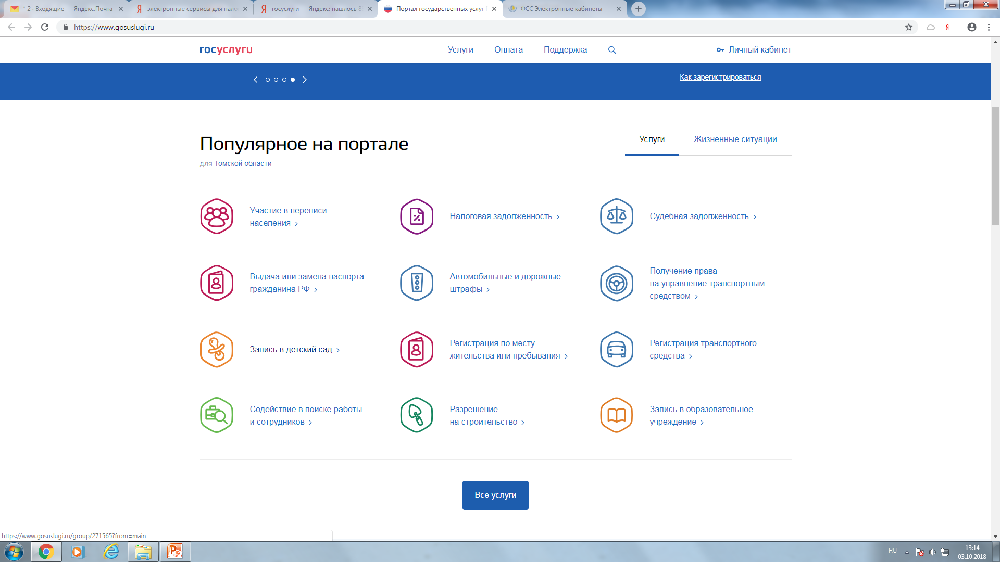 * 2 · Входящие — Яндекс.Почта
электронные сервисы для нало
госуслуги — Яндекс: нашлось 8
Портал государственных услуг
ФСС Электронные кабинеты
https://www.gosuslugi.ru
госуслуги
Услуги
Оплата
Поддержка
Личный кабинет
Как зарегистрироваться
Популярное на портале
для Томской области
Услуги
Жизненные ситуации
Участие в переписи
населения
Налоговая задолженность
Судебная задолженность
Выдача или замена паспорта
гражданина РФ
Автомобильные и дорожные
штрафы
Получение права
на управление транспортным
средством
Запись в детский сад
Регистрация по месту
жительства или пребывания
Регистрация транспортного
средства
Содействие в поиске работы
и сотрудников
Разрешение
на строительство
Запись в образовательное
учреждение
Все услуги
https://www.gosuslugi.ru/group/271565?from=main
RU
13:14
03.10.2018